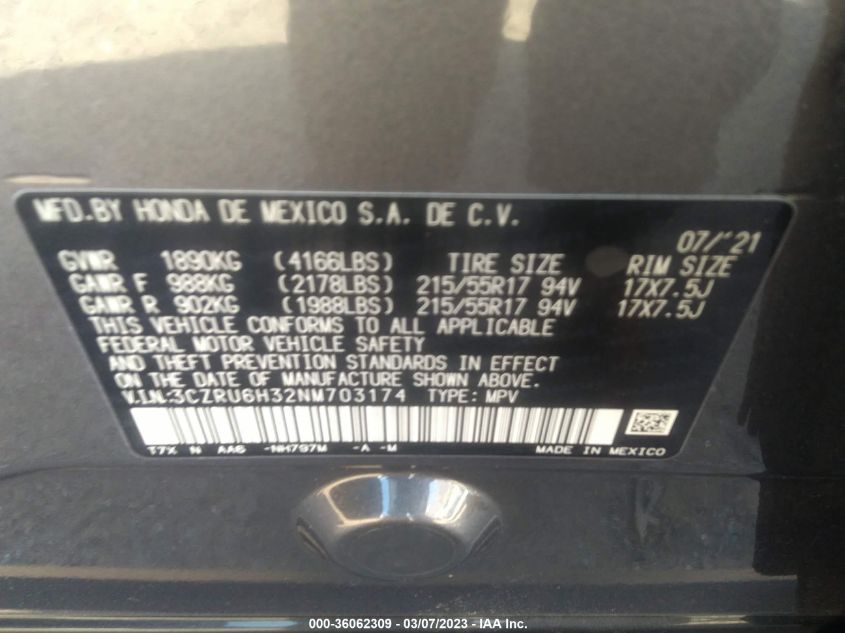 MFD.BY HONDA DE MEXICO S.A. DE C.V.
07/'21
GVWR 1890KG (4166LBS) TIRE SIZE RIM SIZE
GAWR F 988KG (2178LBS) 215/55R17 94V 17X7.5J
GAWR R 902KG (1988LBS) 215/55R17 94V 17X7.5J
THIS VEHICLE CONFORMS TO ALL APPLICABLE
FEDERAL MOTOR VEHICLE SAFETY
AND THEFT PREVENTION STANDARDS IN EFFECT
ON THE DATE OF MANUFACTURE SHOWN ABOVE.
V.I.N.:3CZRU6H32NM703174 TYPE: MPV
T7X N AA6 -NH797M -A -M MADE IN MEXICO
000-36062309 - 03/07/2023 - IAA Inc.